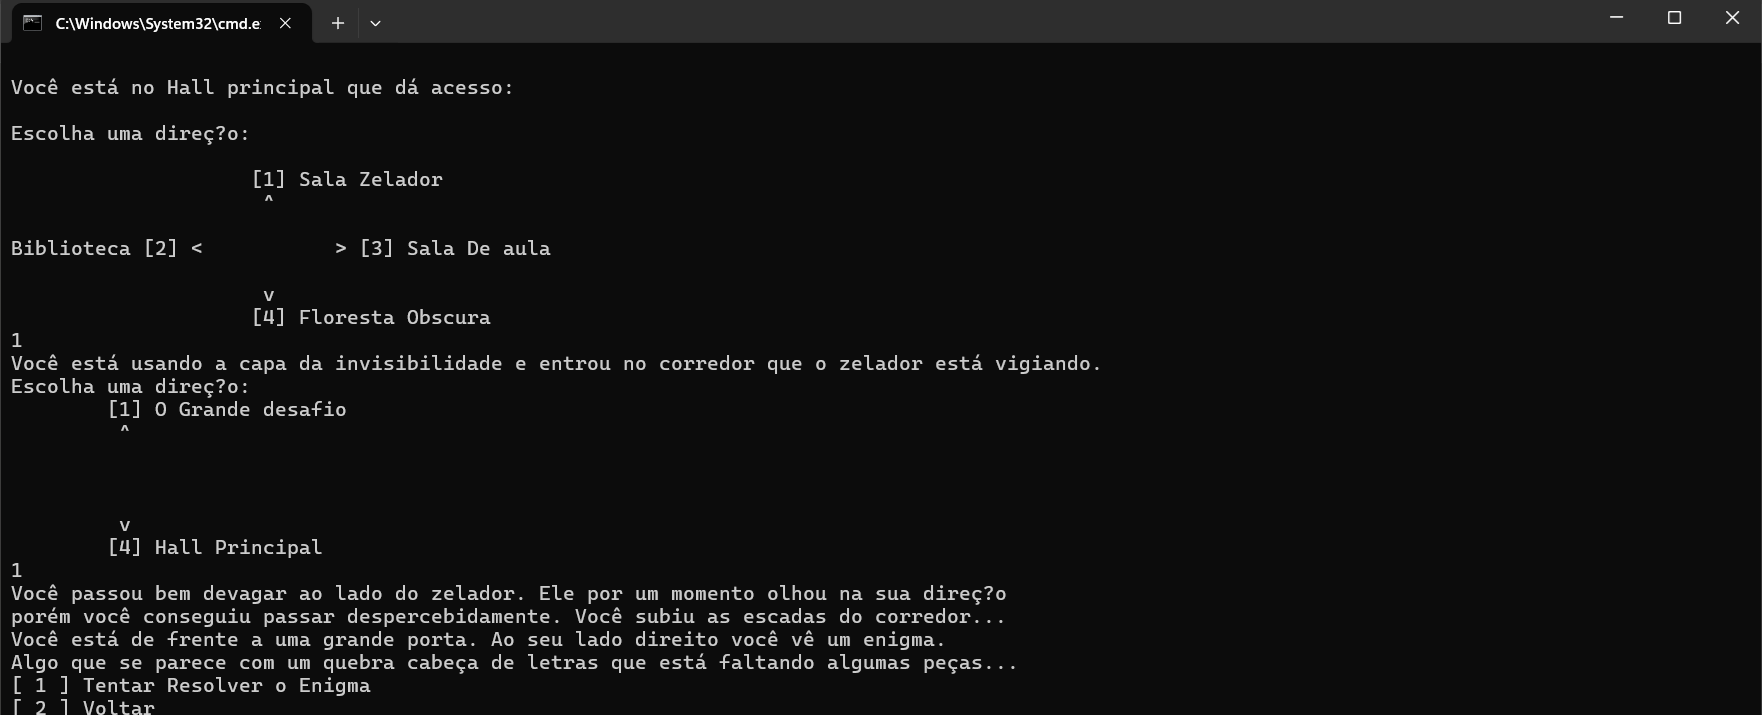 C:\Windows\System32\cmd.e
Você está no Hall principal que dá acesso:
Escolha uma direç?o:
[1] Sala Zelador
^
Biblioteca [2] < > [3] Sala De aula
v
[4] Floresta Obscura
1
Você está usando a capa da invisibilidade e entrou no corredor que o zelador está vigiando.
Escolha uma direç?o:
[1] O Grande desafio
^
v
[4] Hall Principal
1
Você passou bem devagar ao lado do zelador. Ele por um momento olhou na sua direç?o
porém você conseguiu passar despercebidamente. Você subiu as escadas do corredor...
Você está de frente a uma grande porta. Ao seu lado direito você vê um enigma.
Algo que se parece com um quebra cabeça de letras que está faltando algumas peças...
[ 1 ] Tentar Resolver o Enigma
[ 2 ] Voltar